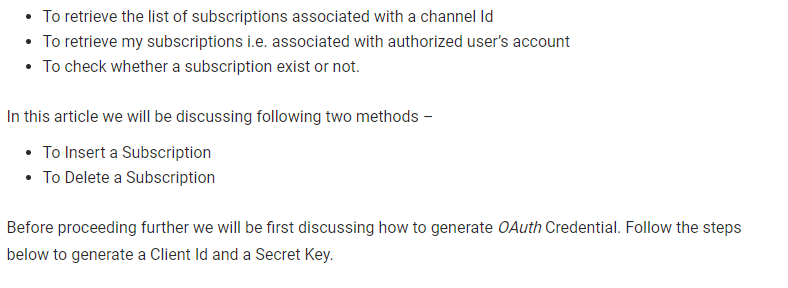 • To retrieve the list of subscriptions associated with a channel Id
• To retrieve my subscriptions i.e. associated with authorized user's account
• To check whether a subscription exist or not.
In this article we will be discussing following two methods –
• To Insert a Subscription
• To Delete a Subscription
Before proceeding further we will be first discussing how to generate OAuth Credential. Follow the steps
below to generate a Client Id and a Secret Key.